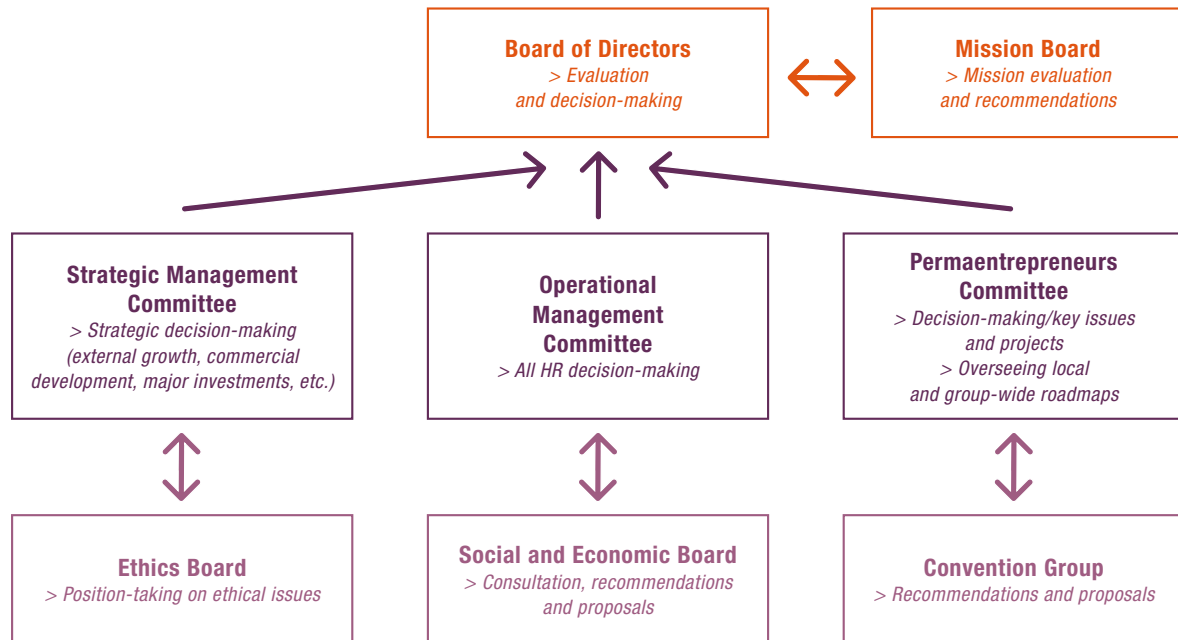 Board of Directors
> Evaluation
and decision-making
Mission Board
> Mission evaluation
and recommendations
Strategic Management
Committee
> Strategic decision-making
(external growth, commercial
development, major investments, etc.)
Operational
Management
Committee
> All HR decision-making
Permaentrepreneurs
Committee
> Decision-making/key issues
and projects
> Overseeing local
and group-wide roadmaps
Ethics Board
> Position-taking on ethical issues
Social and Economic Board
> Consultation, recommendations
and proposals
Convention Group
> Recommendations and proposals